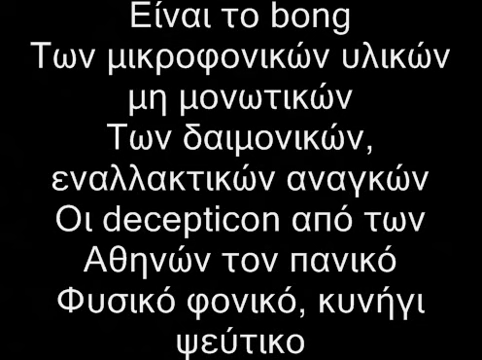 Είναι το bong
Των μικροφονικών υλικών
μη μονωτικών
Των δαιμονικών,
εναλλακτικών αναγκών
Οι decepticon από των
Αθηνών τον πανικό
Φυσικό φονικό, κυνήγι
ψεύτικο